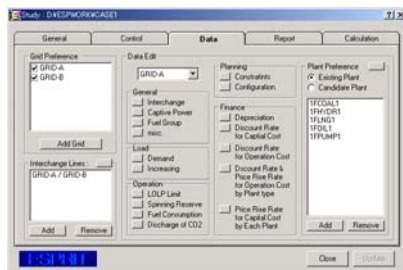 Study : D:\ESPWORK\CASE1
General
Control
Data
Report
Calculation
Grid Preference
GRID-A
GRID-B
Add Grid
Interchange Lines :
GRID-A / GRID-B
Add
Remove
Data Edit
GRID-A
General
Interchange
Captive Power
Fuel Group
misc.
Load
Demand
Increasing
Operation
LOLP Limit
Spinning Reserve
Fuel Consumption
Discharge of CO2
Planning
Constraints
Configuration
Finance
Depreciation
Discount Rate
for Capital Cost
Discount Rate
for Operation Cost
Discount Rate &
Price Rise Rate
for Operation Cost
by Plant type
Price Rise Rate
for Capital Cost
by Each Plant
Plant Preference
Existing Plant
Candidate Plant
1FCOAL1
1FHYDR1
1FLNG1
1FOIL1
1FPUMP1
Add
Remove
ESPRIT
Close
Update